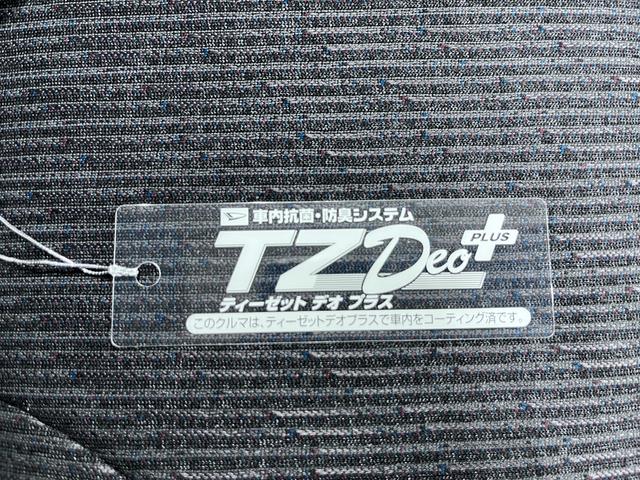 車内抗菌・防臭システム
TZDeo PLUS
ティーゼット デオ プラス
このクルマは、ティーゼットデオプラスで車内をコーティング済です。